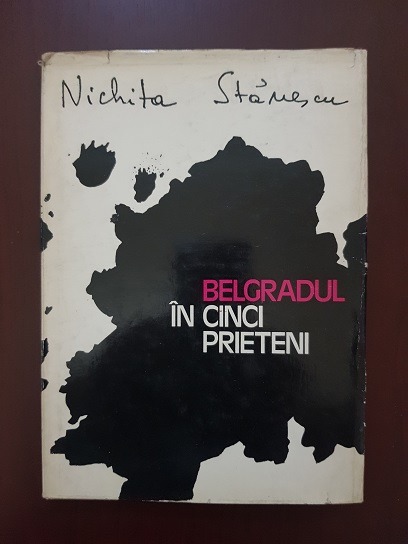 Nichita Stănescu
BELGRADUL
ÎN CINCI
PRIETENI